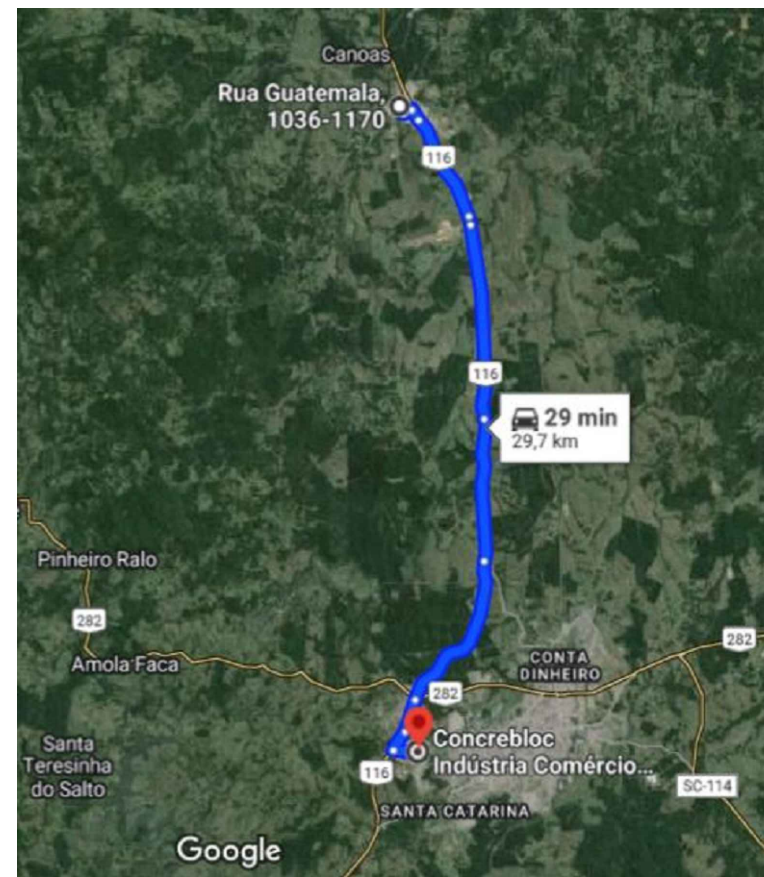 Canoas
Rua Guatemala,
1036-1170
116
116
29 min
29,7 km
Pinheiro Ralo
282
Amola Faca
282
CONTA
DINHEIRO
282
Santa
Teresinha
do Salto
Concrebloc
Indústria Comércio...
116
SC-114
SANTA CATARINA
Google